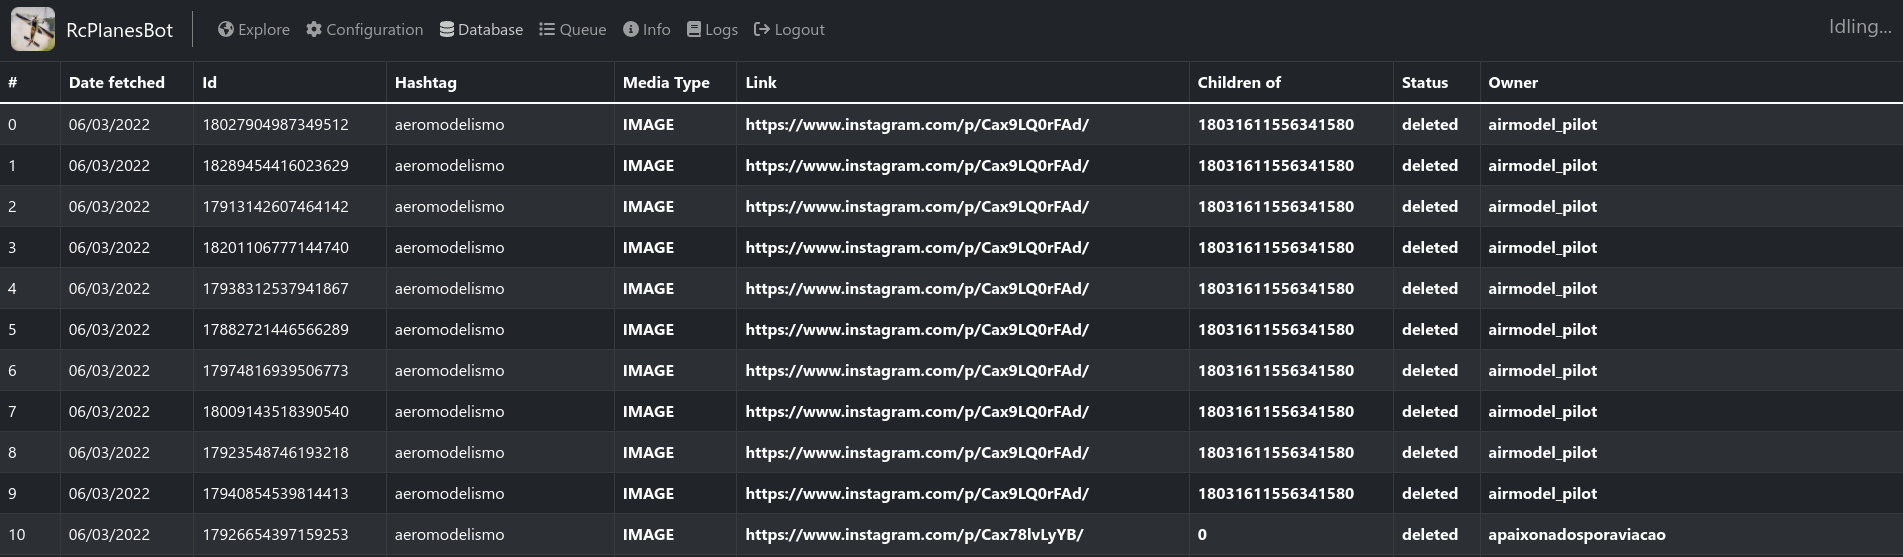 RcPlanesBot Explore Configuration Database Queue Info Logs Logout Idling...
# Date fetched Id Hashtag Media Type Link Children of Status Owner
0 06/03/2022 18027904987349512 aeromodelismo IMAGE https://www.instagram.com/p/Cax9LQ0rFAd/ 18031611556341580 deleted airmodel_pilot
1 06/03/2022 18289454416023629 aeromodelismo IMAGE https://www.instagram.com/p/Cax9LQ0rFAd/ 18031611556341580 deleted airmodel_pilot
2 06/03/2022 17913142607464142 aeromodelismo IMAGE https://www.instagram.com/p/Cax9LQ0rFAd/ 18031611556341580 deleted airmodel_pilot
3 06/03/2022 18201106777144740 aeromodelismo IMAGE https://www.instagram.com/p/Cax9LQ0rFAd/ 18031611556341580 deleted airmodel_pilot
4 06/03/2022 17938312537941867 aeromodelismo IMAGE https://www.instagram.com/p/Cax9LQ0rFAd/ 18031611556341580 deleted airmodel_pilot
5 06/03/2022 17882721446566289 aeromodelismo IMAGE https://www.instagram.com/p/Cax9LQ0rFAd/ 18031611556341580 deleted airmodel_pilot
6 06/03/2022 17974816939506773 aeromodelismo IMAGE https://www.instagram.com/p/Cax9LQ0rFAd/ 18031611556341580 deleted airmodel_pilot
7 06/03/2022 18009143518390540 aeromodelismo IMAGE https://www.instagram.com/p/Cax9LQ0rFAd/ 18031611556341580 deleted airmodel_pilot
8 06/03/2022 17923548746193218 aeromodelismo IMAGE https://www.instagram.com/p/Cax9LQ0rFAd/ 18031611556341580 deleted airmodel_pilot
9 06/03/2022 17940854539814413 aeromodelismo IMAGE https://www.instagram.com/p/Cax9LQ0rFAd/ 18031611556341580 deleted airmodel_pilot
10 06/03/2022 17926654397159253 aeromodelismo IMAGE https://www.instagram.com/p/Cax78lvLyYB/ 0 deleted apaixonadosporaviacao